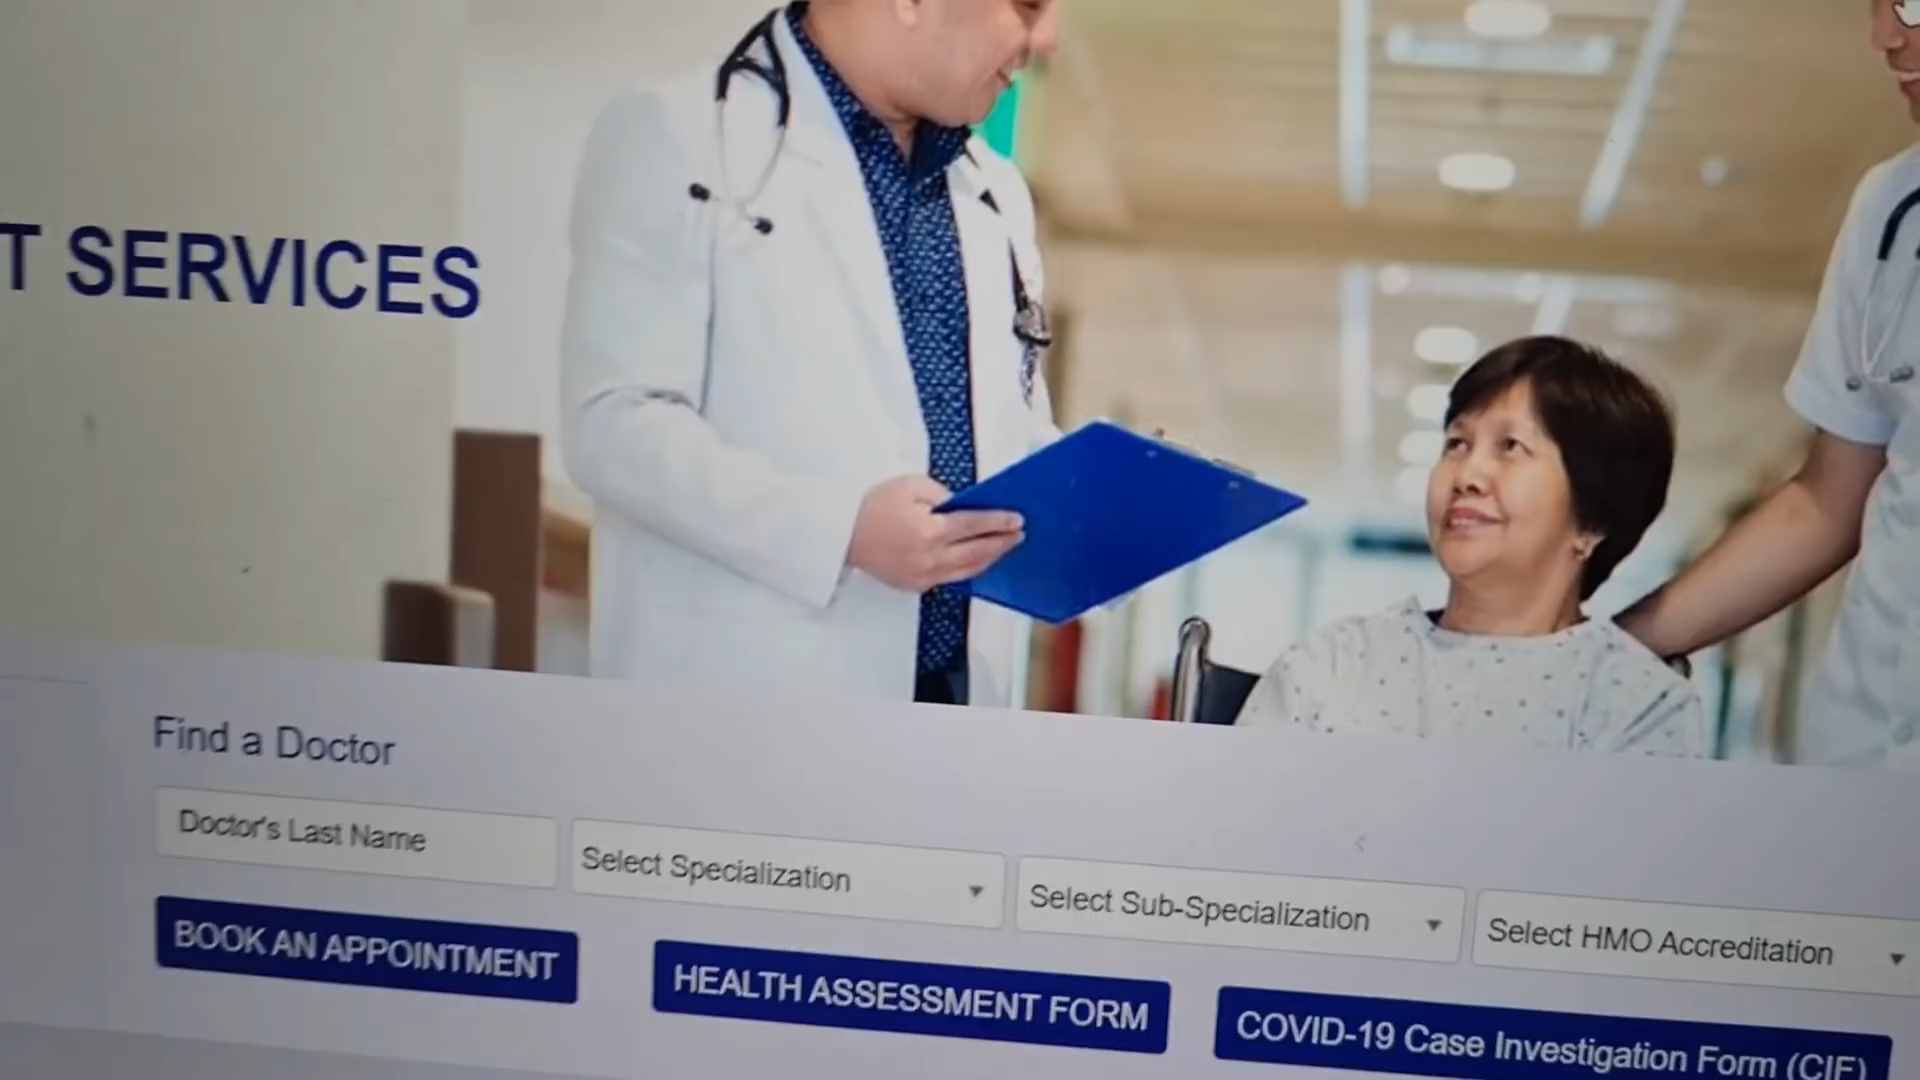 T SERVICES
Find a Doctor
Doctor's Last Name
Select Specialization
Select Sub-Specialization
Select HMO Accreditation
BOOK AN APPOINTMENT
HEALTH ASSESSMENT FORM
COVID-19 Case Investigation Form (CIF)